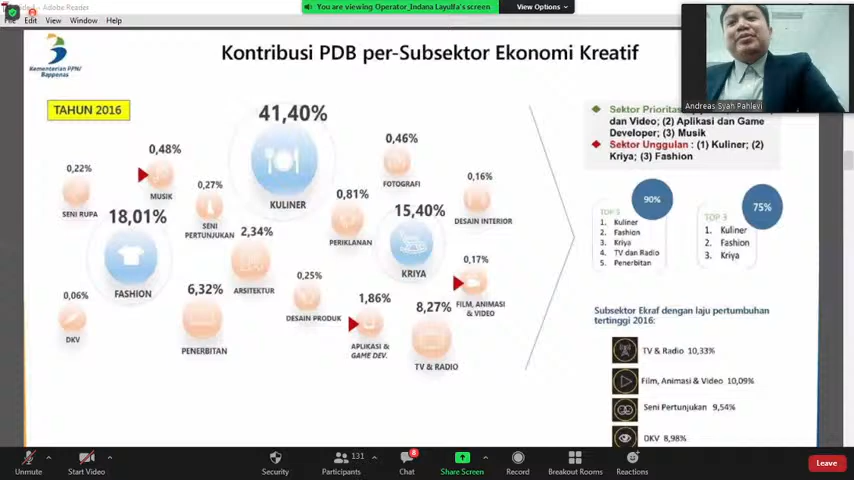 Adobe Reader
You are viewing Operator_Indana Layulfa's screen
View Options
File Edit View Window Help
Kementerian PPN/
Bappenas
Kontribusi PDB per-Subsektor Ekonomi Kreatif
Andreas Syah Pahlevi
TAHUN 2016
41,40%
KULINER
0,48%
MUSIK
0,46%
FOTOGRAFI
0,22%
SENI RUPA
0,27%
SENI
PERTUNJUKAN
0,81%
PERIKLANAN
0,16%
DESAIN INTERIOR
18,01%
FASHION
2,34%
ARSITEKTUR
15,40%
KRIYA
0,06%
DKV
6,32%
PENERBITAN
0,25%
DESAIN PRODUK
1,86%
APLIKASI &
GAME DEV.
0,17%
FILM, ANIMASI
& VIDEO
8,27%
TV & RADIO
Sektor Prioritas
dan Video; (2) Aplikasi dan Game
Developer; (3) Musik
Sektor Unggulan : (1) Kuliner; (2)
Kriya; (3) Fashion
90%
TOP 5
1. Kuliner
2. Fashion
3. Kriya
4. TV dan Radio
5. Penerbitan
75%
TOP 3
1. Kuliner
2. Fashion
3. Kriya
Subsektor Ekraf dengan laju pertumbuhan
tertinggi 2016:
TV & Radio 10,33%
Film, Animasi & Video 10,09%
Seni Pertunjukan 9,54%
DKV 8,98%
131
8
Unmute
Start Video
Security
Participants
Chat
Share Screen
Record
Breakout Rooms
Reactions
Leave